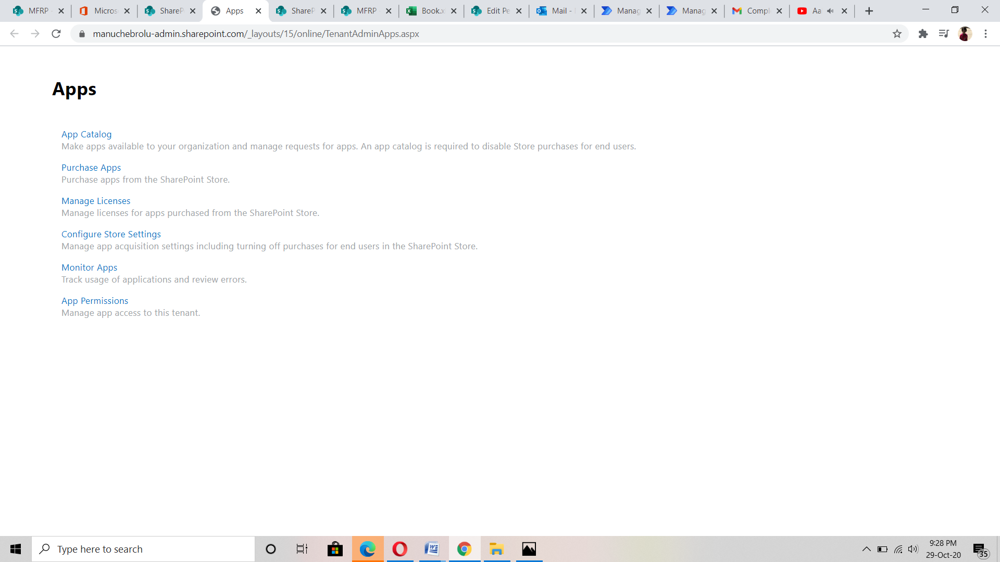 MFRP -
Micros
ShareP
Apps
ShareP
MFRP -
Book.x
Edit Pe
Mail -
Manag
Manag
Compl
Aa
manuchebrolu-admin.sharepoint.com/_layouts/15/online/TenantAdminApps.aspx
Apps
App Catalog
Make apps available to your organization and manage requests for apps. An app catalog is required to disable Store purchases for end users.
Purchase Apps
Purchase apps from the SharePoint Store.
Manage Licenses
Manage licenses for apps purchased from the SharePoint Store.
Configure Store Settings
Manage app acquisition settings including turning off purchases for end users in the SharePoint Store.
Monitor Apps
Track usage of applications and review errors.
App Permissions
Manage app access to this tenant.
Type here to search
9:28 PM
29-Oct-20
35